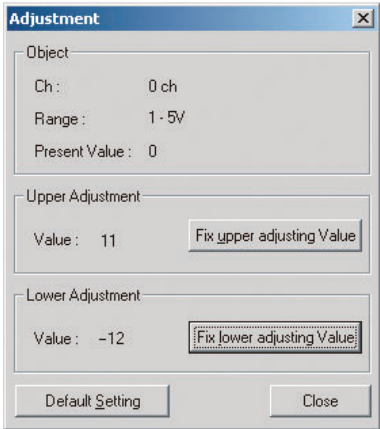 Adjustment
Object
Ch : 0 ch
Range : 1 - 5V
Present Value : 0
Upper Adjustment
Value : 11 Fix upper adjusting Value
Lower Adjustment
Value : -12 Fix lower adjusting Value
Default Setting Close